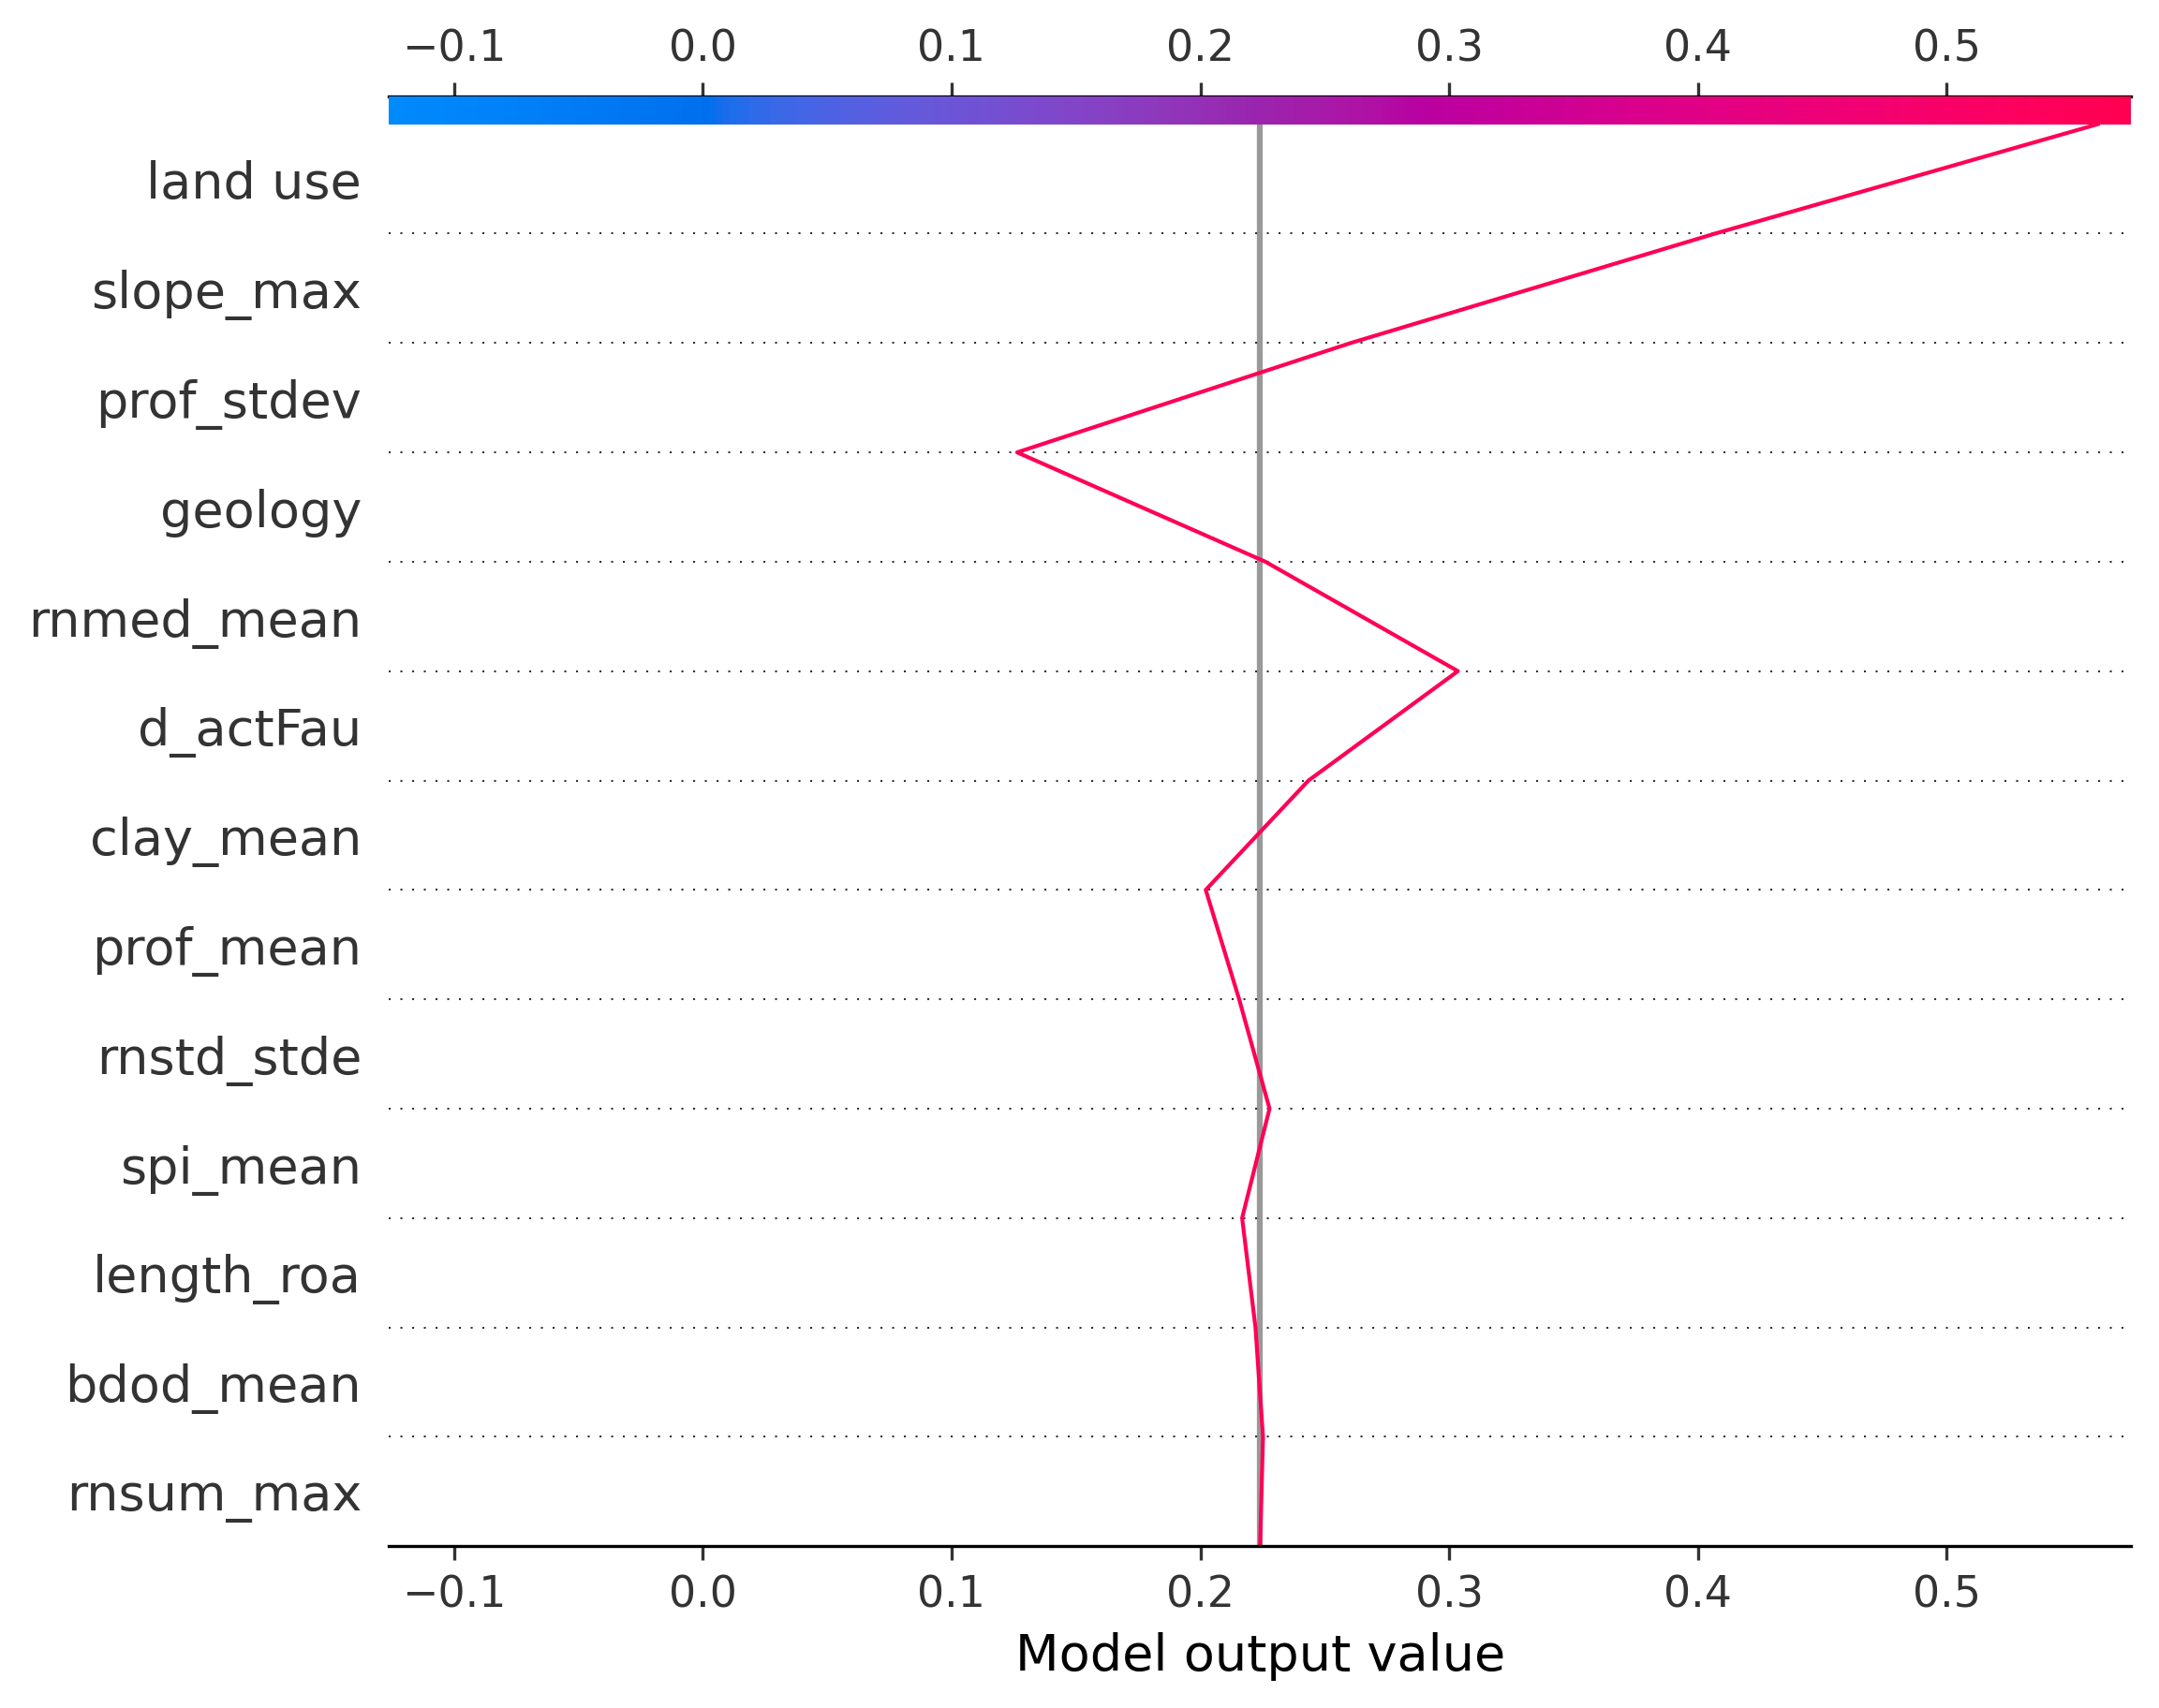 −0.1 0.0 0.1 0.2 0.3 0.4 0.5
land use
slope_max
prof_stdev
geology
rnmed_mean
d_actFau
clay_mean
prof_mean
rnstd_stde
spi_mean
length_roa
bdod_mean
rnsum_max
−0.1 0.0 0.1 0.2 0.3 0.4 0.5
Model output value